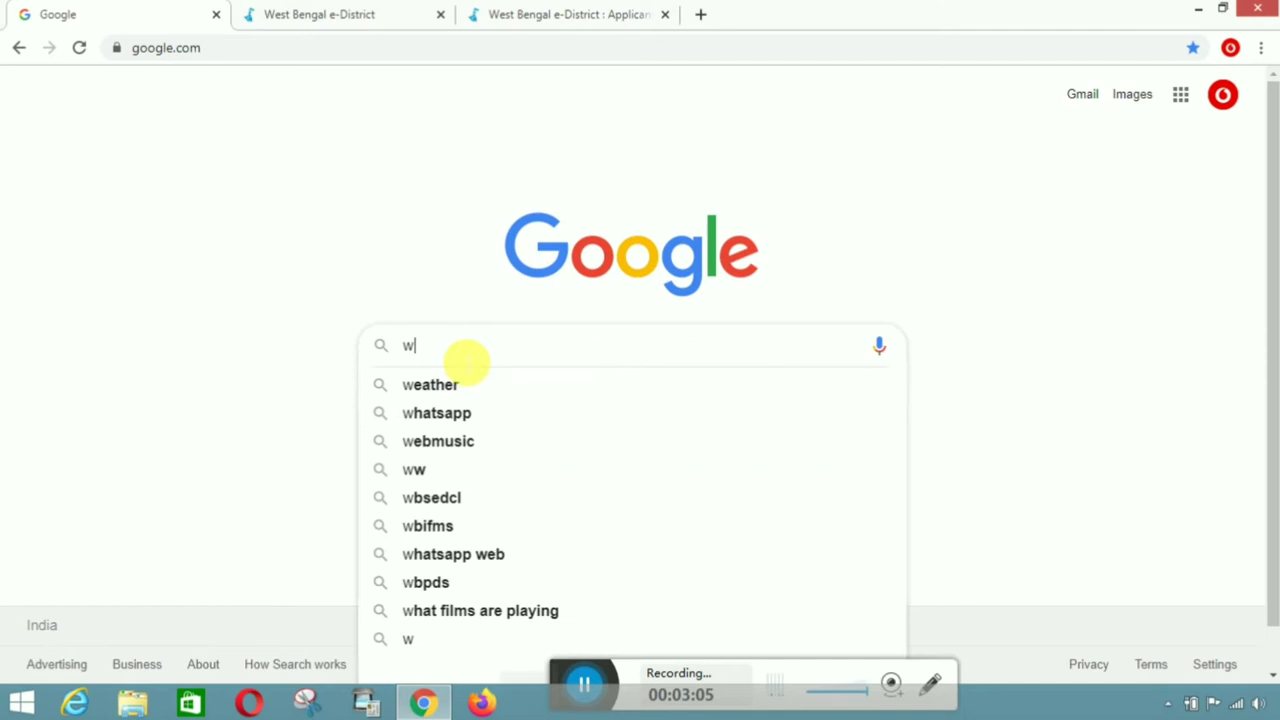 Google
West Bengal e-District
West Bengal e-District : Applican
google.com
Gmail Images
Google
w
weather
whatsapp
webmusic
ww
wbsedcl
wbifms
whatsapp web
wbpds
what films are playing
w
India
Advertising Business About How Search works
Privacy Terms Settings
Recording...
00:03:05